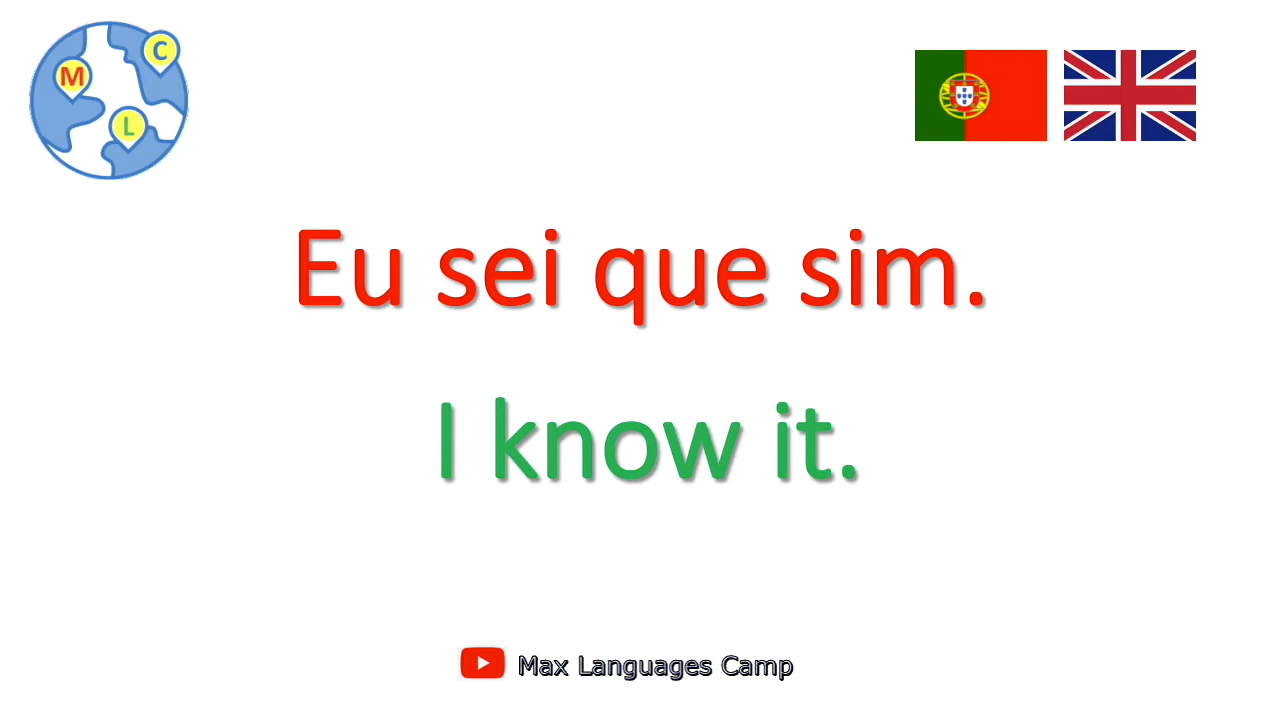 M
C
L
Eu sei que sim.
I know it.
Max Languages Camp